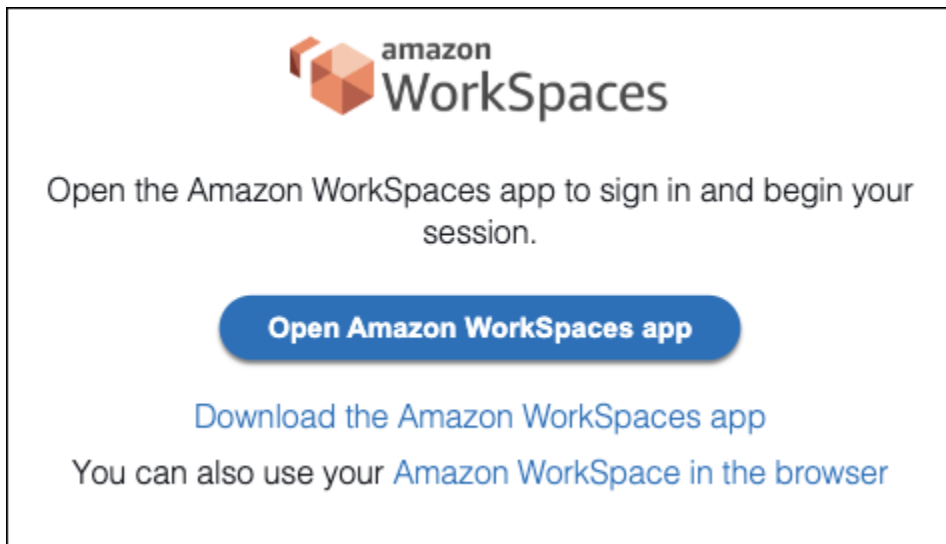 amazon
WorkSpaces
Open the Amazon WorkSpaces app to sign in and begin your
session.
Open Amazon WorkSpaces app
Download the Amazon WorkSpaces app
You can also use your Amazon WorkSpace in the browser